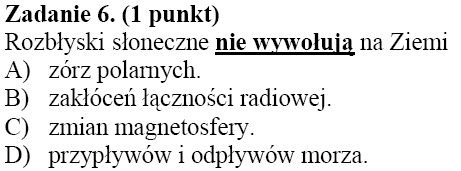 Zadanie 6. (1 punkt)
Rozbłyski słoneczne nie wywołują na Ziemi
A) zórz polarnych.
B) zakłóceń łączności radiowej.
C) zmian magnetosfery.
D) przypływów i odpływów morza.